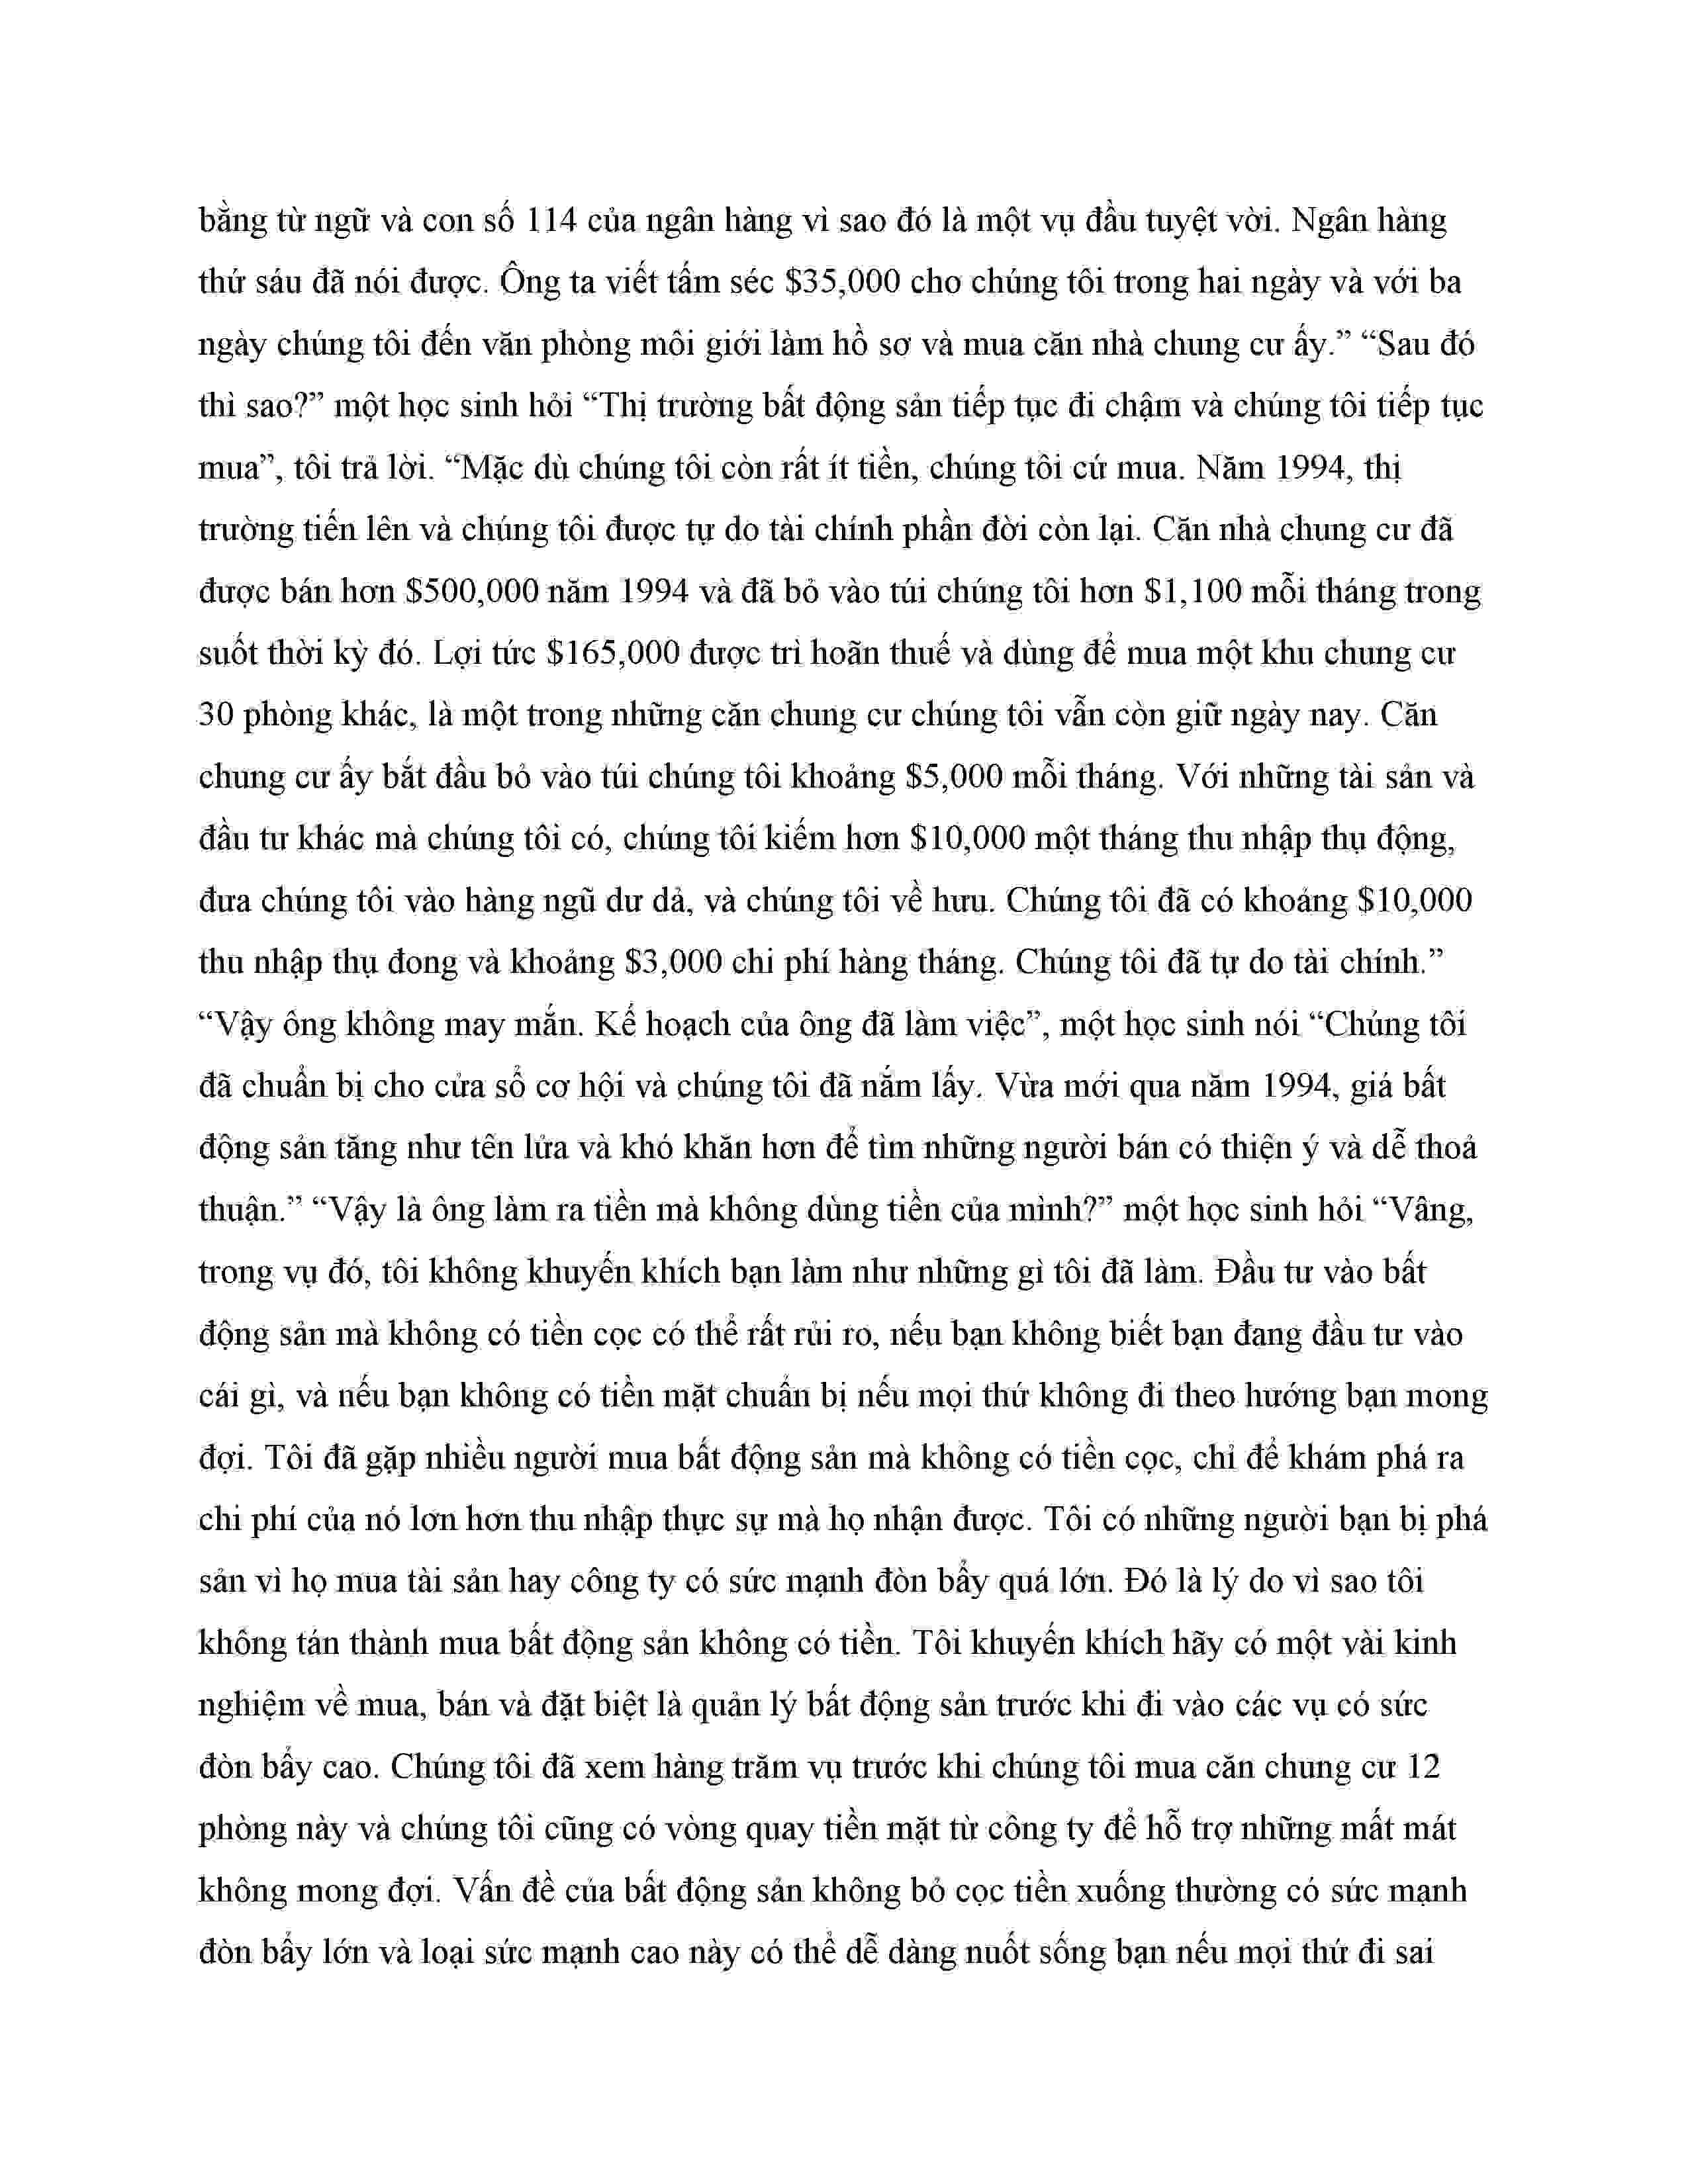 bằng từ ngữ và con số 114 của ngân hàng vì sao đó là một vụ đầu tuyệt vời. Ngân hàng
thứ sáu đã nói được. Ông ta viết tấm séc $35,000 cho chúng tôi trong hai ngày và với ba
ngày chúng tôi đến văn phòng môi giới làm hồ sơ và mua căn nhà chung cư ấy.” “Sau đó
thì sao?” một học sinh hỏi “Thị trường bất động sản tiếp tục đi chậm và chúng tôi tiếp tục
mua”, tôi trả lời. “Mặc dù chúng tôi còn rất ít tiền, chúng tôi cứ mua. Năm 1994, thị
trường tiến lên và chúng tôi được tự do tài chính phần đời còn lại. Căn nhà chung cư đã
được bán hơn $500,000 năm 1994 và đã bỏ vào túi chúng tôi hơn $1,100 mỗi tháng trong
suốt thời kỳ đó. Lợi tức $165,000 được trì hoãn thuế và dùng để mua một khu chung cư
30 phòng khác, là một trong những căn chung cư chúng tôi vẫn còn giữ ngày nay. Căn
chung cư ấy bắt đầu bỏ vào túi chúng tôi khoảng $5,000 mỗi tháng. Với những tài sản và
đầu tư khác mà chúng tôi có, chúng tôi kiếm hơn $10,000 một tháng thu nhập thụ động,
đưa chúng tôi vào hàng ngũ dư dả, và chúng tôi về hưu. Chúng tôi đã có khoảng $10,000
thu nhập thụ đong và khoảng $3,000 chi phí hàng tháng. Chúng tôi đã tự do tài chính.”
“Vậy ông không may mắn. Kế hoạch của ông đã làm việc”, một học sinh nói “Chúng tôi
đã chuẩn bị cho cửa sổ cơ hội và chúng tôi đã nắm lấy. Vừa mới qua năm 1994, giá bất
động sản tăng như tên lửa và khó khăn hơn để tìm những người bán có thiện ý và dễ thoả
thuận.” “Vậy là ông làm ra tiền mà không dùng tiền của mình?” một học sinh hỏi “Vâng,
trong vụ đó, tôi không khuyến khích bạn làm như những gì tôi đã làm. Đầu tư vào bất
động sản mà không có tiền cọc có thể rất rủi ro, nếu bạn không biết bạn đang đầu tư vào
cái gì, và nếu bạn không có tiền mặt chuẩn bị nếu mọi thứ không đi theo hướng bạn mong
đợi. Tôi đã gặp nhiều người mua bất động sản mà không có tiền cọc, chỉ để khám phá ra
chi phí của nó lơn hơn thu nhập thực sự mà họ nhận được. Tôi có những người bạn bị phá
sản vì họ mua tài sản hay công ty có sức mạnh đòn bẩy quá lớn. Đó là lý do vì sao tôi
không tán thành mua bất động sản không có tiền. Tôi khuyến khích hãy có một vài kinh
nghiệm về mua, bán và đặt biệt là quản lý bất động sản trước khi đi vào các vụ có sức
đòn bẩy cao. Chúng tôi đã xem hàng trăm vụ trước khi chúng tôi mua căn chung cư 12
phòng này và chúng tôi cũng có vòng quay tiền mặt từ công ty để hỗ trợ những mất mát
không mong đợi. Vấn đề của bất động sản không bỏ cọc tiền xuống thường có sức mạnh
đòn bẩy lớn và loại sức mạnh cao này có thể dễ dàng nuốt sống bạn nếu mọi thứ đi sai